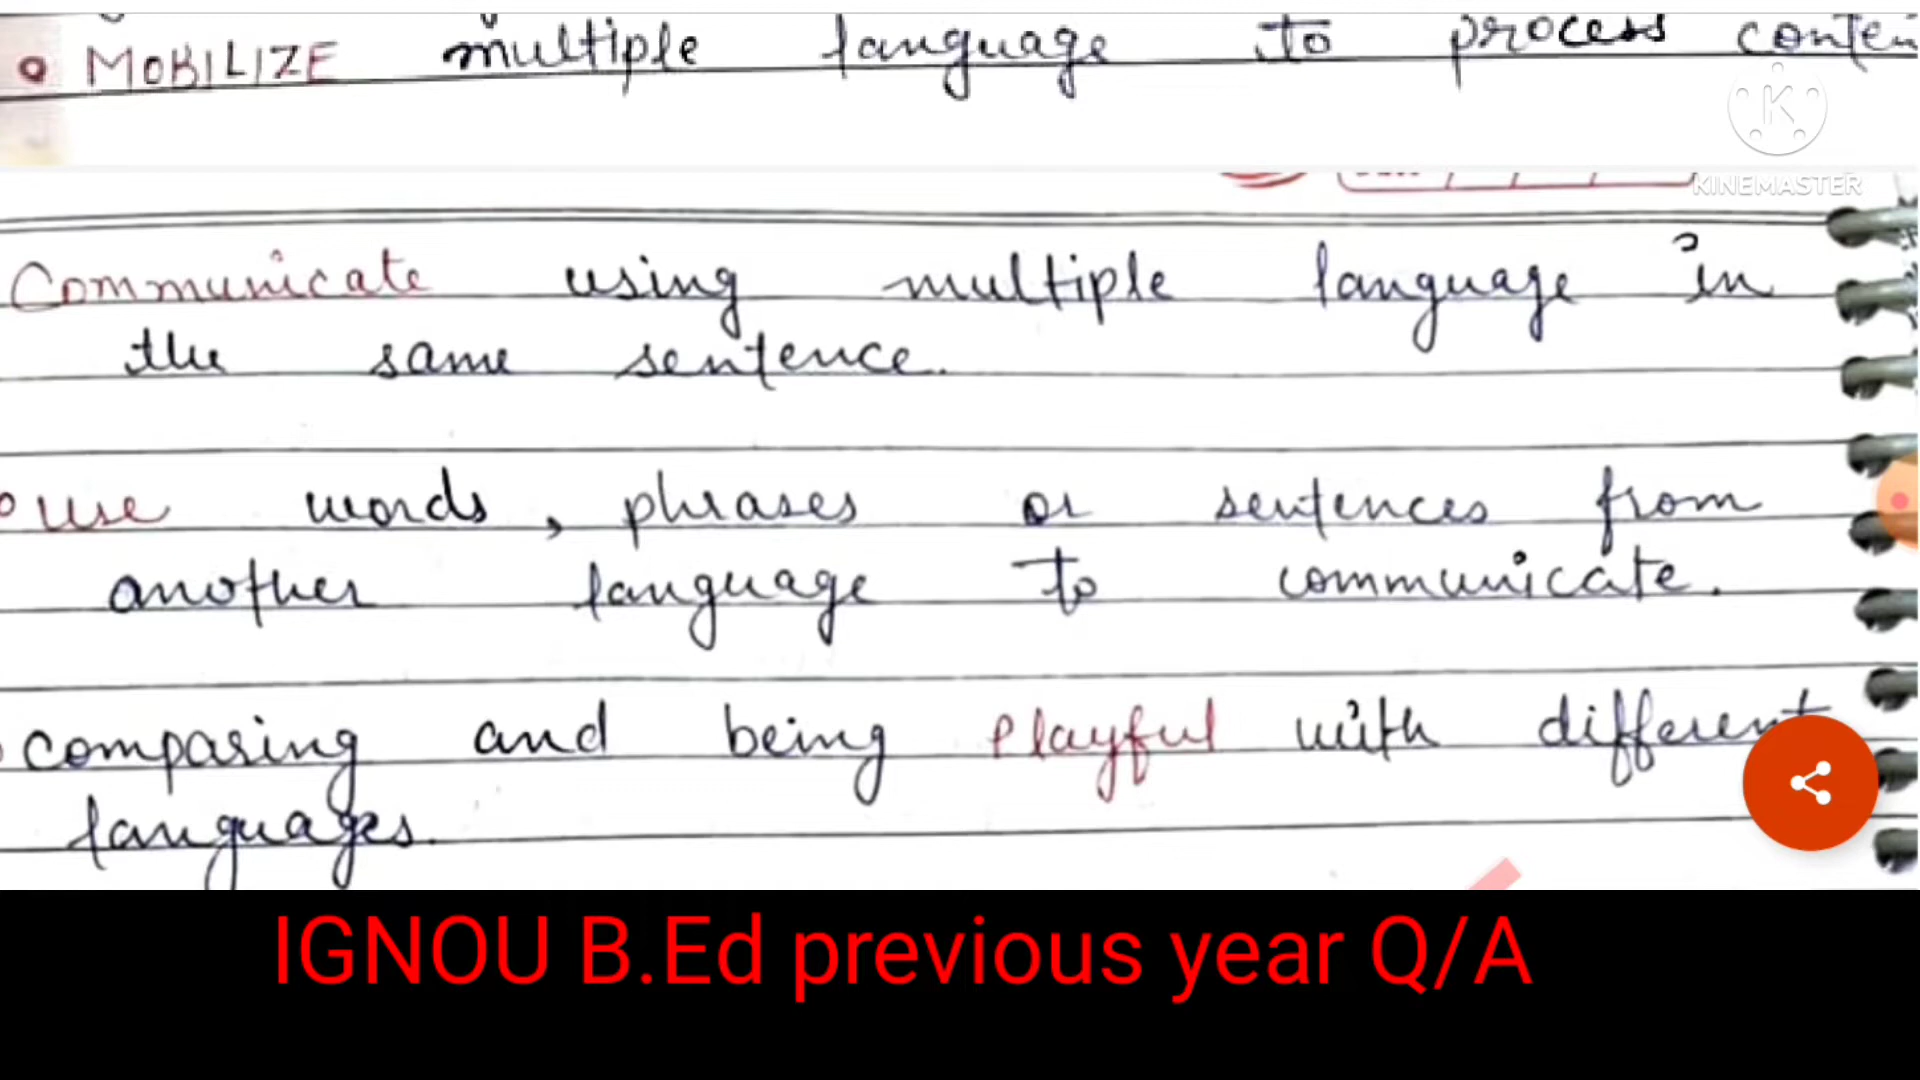 • MOBILIZE multiple language to process
KINEMASTER
Communicate using multiple language in
the same sentence.
• use words, phrases or sentences from
another language to communicate.
• comparing and being playful with different
languages.
IGNOU B.Ed previous year Q/A